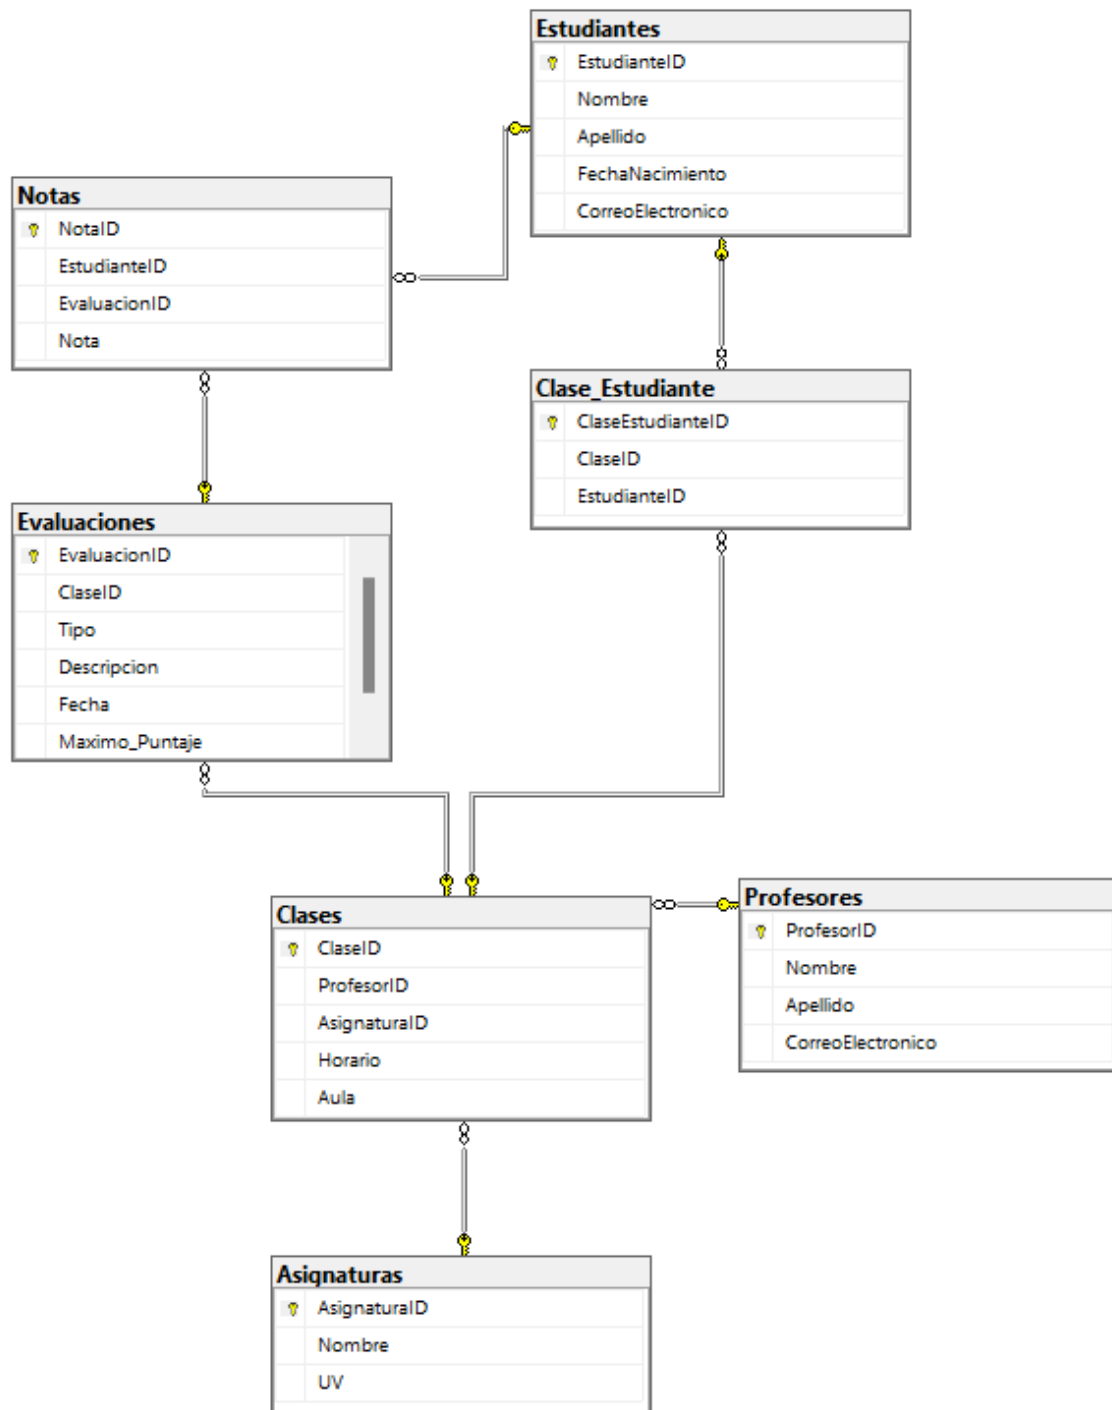 Estudiantes
EstudianteID
Nombre
Apellido
FechaNacimiento
CorreoElectronico
Notas
NotaID
EstudianteID
EvaluacionID
Nota
Clase_Estudiante
ClaseEstudianteID
ClaseID
EstudianteID
Evaluaciones
EvaluacionID
ClaseID
Tipo
Descripcion
Fecha
Maximo_Puntaje
Clases
ClaseID
ProfesorID
AsignaturaID
Horario
Aula
Profesores
ProfesorID
Nombre
Apellido
CorreoElectronico
Asignaturas
AsignaturaID
Nombre
UV